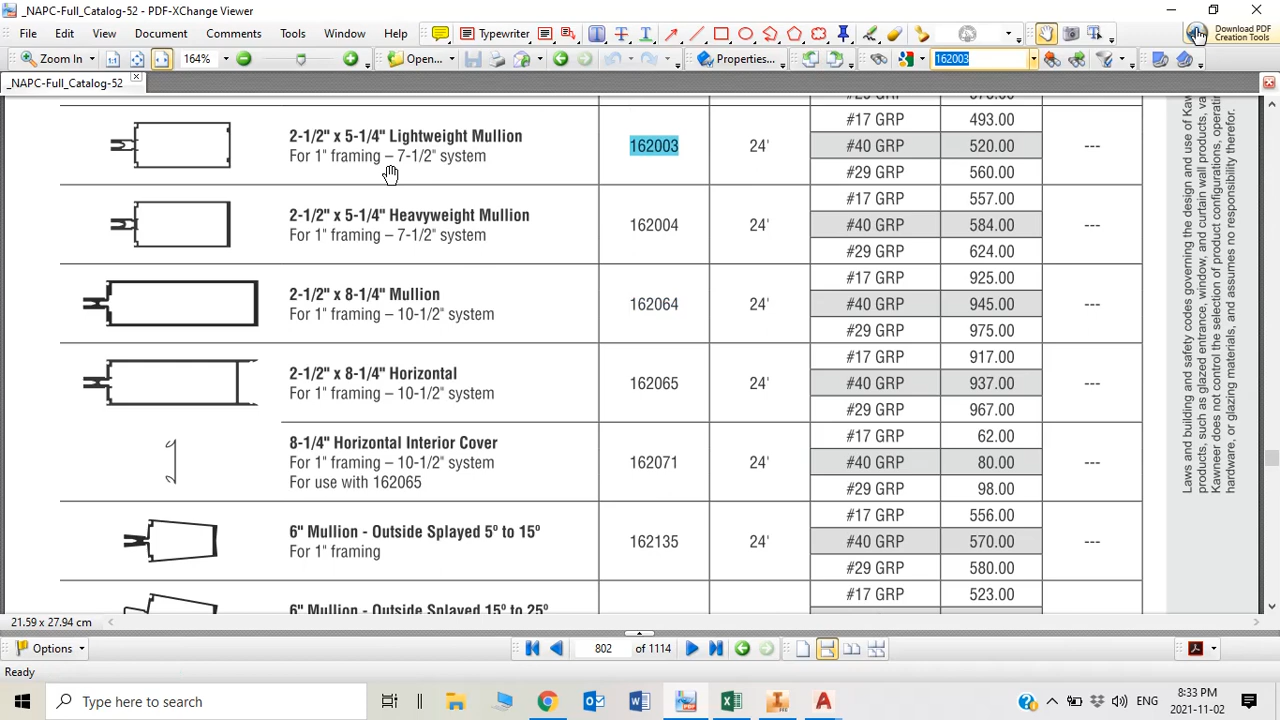 _NAPC-Full_Catalog-52 - PDF-XChange Viewer
File Edit View Document Comments Tools Window Help
Typewriter
Download PDF
Creation Tools
Zoom In 164% Open... Properties... 162003
_NAPC-Full_Catalog-52
2-1/2" x 5-1/4" Lightweight Mullion
For 1" framing – 7-1/2" system
162003 24' ---
#17 GRP 493.00
#40 GRP 520.00
#29 GRP 560.00
2-1/2" x 5-1/4" Heavyweight Mullion
For 1" framing – 7-1/2" system
162004 24' ---
#17 GRP 557.00
#40 GRP 584.00
#29 GRP 624.00
2-1/2" x 8-1/4" Mullion
For 1" framing – 10-1/2" system
162064 24' ---
#17 GRP 925.00
#40 GRP 945.00
#29 GRP 975.00
2-1/2" x 8-1/4" Horizontal
For 1" framing – 10-1/2" system
162065 24' ---
#17 GRP 917.00
#40 GRP 937.00
#29 GRP 967.00
8-1/4" Horizontal Interior Cover
For 1" framing – 10-1/2" system
For use with 162065
162071 24' ---
#17 GRP 62.00
#40 GRP 80.00
#29 GRP 98.00
6" Mullion - Outside Splayed 5º to 15º
For 1" framing
162135 24' ---
#17 GRP 556.00
#40 GRP 570.00
#29 GRP 580.00
6" Mullion - Outside Splayed 15º to 25º
#17 GRP 523.00
Laws and building and safety codes governing the design and use of Kaw
products, such as glazed entrance, window, and curtain wall products, va
Kawneer does not control the selection of product configurations, operatin
hardware, or glazing materials, and assumes no responsibility therefor.
21.59 x 27.94 cm
Options 802 of 1114
Ready
Type here to search
ENG
8:33 PM
2021-11-02